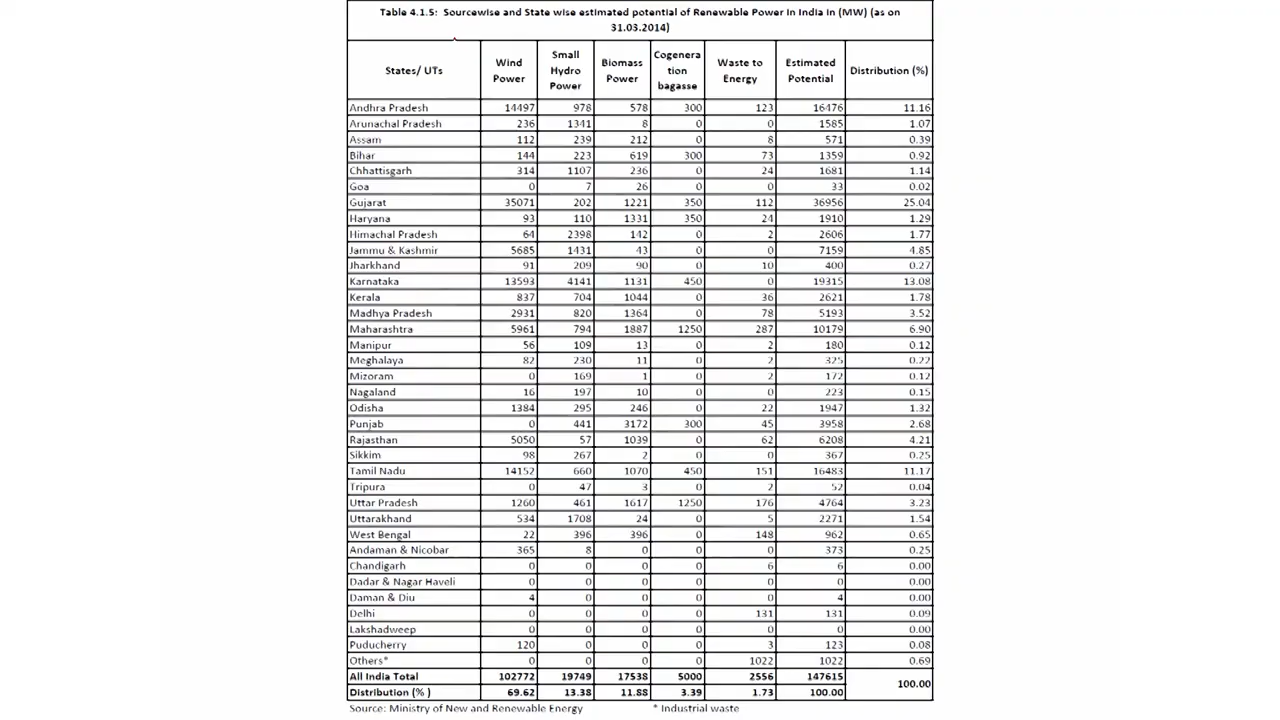 Table 4.1.5: Sourcewise and State wise estimated potential of Renewable Power in India in (MW) (as on
31.03.2014)
States/ UTs Wind Power Small Hydro Power Biomass Power Cogenera tion bagasse Waste to Energy Estimated Potential Distribution (%)
Andhra Pradesh 14497 978 578 300 123 16476 11.16
Arunachal Pradesh 236 1341 8 0 0 1585 1.07
Assam 112 239 212 0 8 571 0.39
Bihar 144 223 619 300 73 1359 0.92
Chhattisgarh 314 1107 236 0 24 1681 1.14
Goa 0 7 26 0 0 33 0.02
Gujarat 35071 202 1221 350 112 36956 25.04
Haryana 93 110 1331 350 24 1910 1.29
Himachal Pradesh 64 2398 142 0 2 2606 1.77
Jammu & Kashmir 5685 1431 43 0 0 7159 4.85
Jharkhand 91 209 90 0 10 400 0.27
Karnataka 13593 4141 1131 450 0 19315 13.08
Kerala 837 704 1044 0 36 2621 1.78
Madhya Pradesh 2931 820 1364 0 78 5193 3.52
Maharashtra 5961 794 1887 1250 287 10179 6.90
Manipur 56 109 13 0 2 180 0.12
Meghalaya 82 230 11 0 2 325 0.22
Mizoram 0 169 1 0 2 172 0.12
Nagaland 16 197 10 0 0 223 0.15
Odisha 1384 295 246 0 22 1947 1.32
Punjab 0 441 3172 300 45 3958 2.68
Rajasthan 5050 57 1039 0 62 6208 4.21
Sikkim 98 267 2 0 0 367 0.25
Tamil Nadu 14152 660 1070 450 151 16483 11.17
Tripura 0 47 3 0 2 52 0.04
Uttar Pradesh 1260 461 1617 1250 176 4764 3.23
Uttarakhand 534 1708 24 0 5 2271 1.54
West Bengal 22 396 396 0 148 962 0.65
Andaman & Nicobar 365 8 0 0 0 373 0.25
Chandigarh 0 0 0 0 6 6 0.00
Dadar & Nagar Haveli 0 0 0 0 0 0 0.00
Daman & Diu 4 0 0 0 0 4 0.00
Delhi 0 0 0 0 131 131 0.09
Lakshadweep 0 0 0 0 0 0 0.00
Puducherry 120 0 0 0 3 123 0.08
Others* 0 0 0 0 1022 1022 0.69
All India Total 102772 19749 17538 5000 2556 147615 100.00
Distribution (% ) 69.62 13.38 11.88 3.39 1.73 100.00
Source: Ministry of New and Renewable Energy * Industrial waste